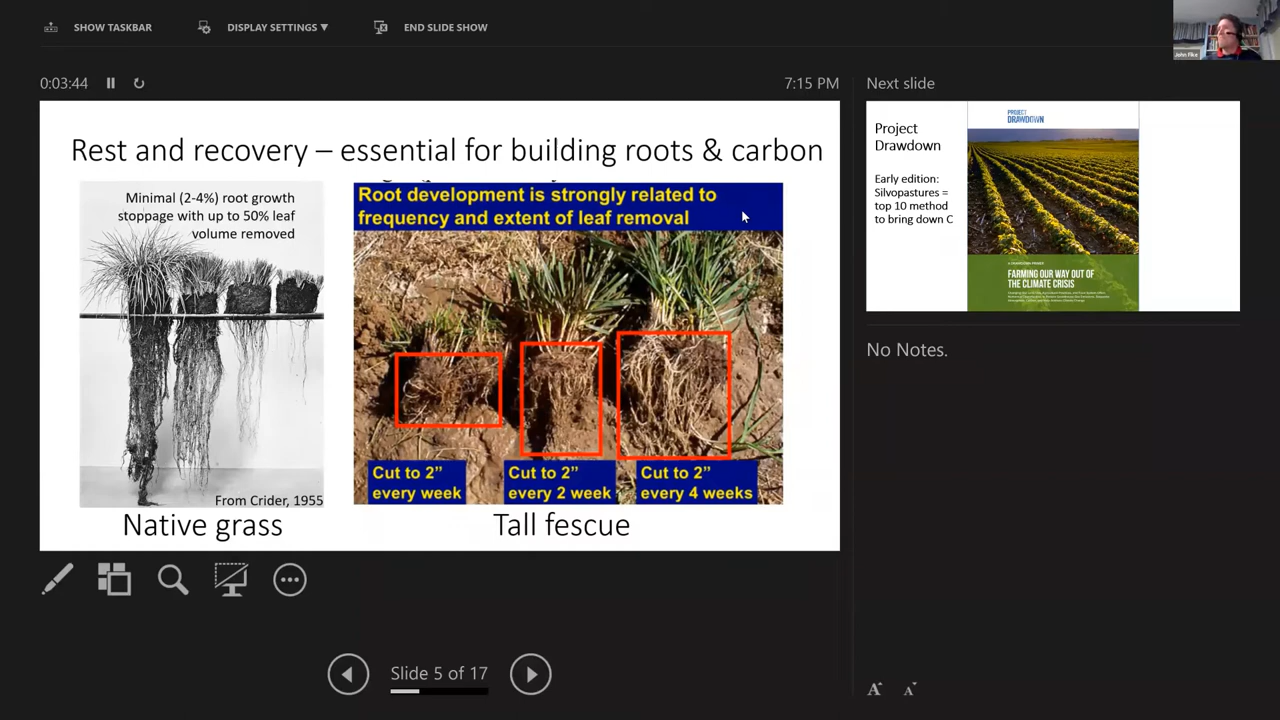 SHOW TASKBAR
DISPLAY SETTINGS ▼
END SLIDE SHOW
John Fike
0:03:44
7:15 PM
Next slide
Rest and recovery – essential for building roots & carbon
Minimal (2-4%) root growth
stoppage with up to 50% leaf
volume removed
From Crider, 1955
Native grass
Root development is strongly related to
frequency and extent of leaf removal
Cut to 2”
every week
Cut to 2”
every 2 week
Cut to 2”
every 4 weeks
Tall fescue
Project
Drawdown
Early edition:
Silvopastures =
top 10 method
to bring down C
PROJECT
DRAWDOWN
FARMING OUR WAY OUT OF
THE CLIMATE CRISIS
No Notes.
Slide 5 of 17
A
A